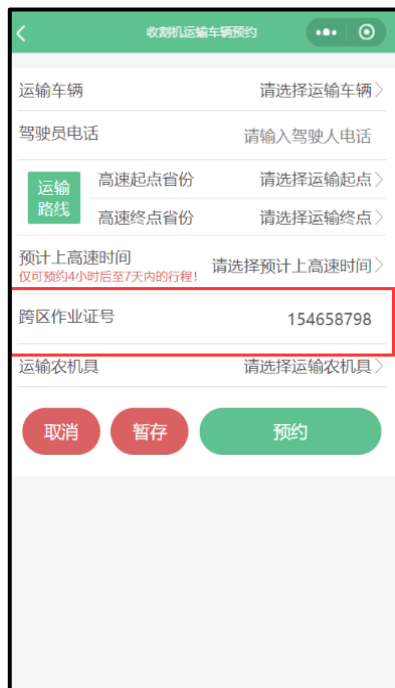 收割机运输车辆预约
运输车辆 请选择运输车辆
驾驶员电话 请输入驾驶人电话
运输路线
高速起点省份 请选择运输起点
高速终点省份 请选择运输终点
预计上高速时间 请选择预计上高速时间
仅可预约4小时后至7天内的行程!
跨区作业证号 154658798
运输农机具 请选择运输农机具
取消 暂存 预约